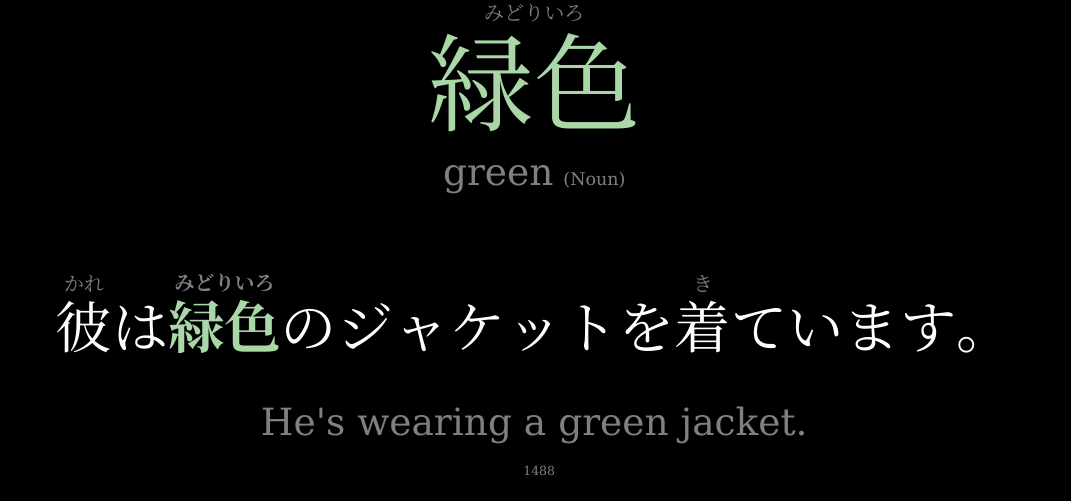 みどりいろ
緑色
green (Noun)
かれ みどりいろ き
彼は緑色のジャケットを着ています。
He's wearing a green jacket.
1488